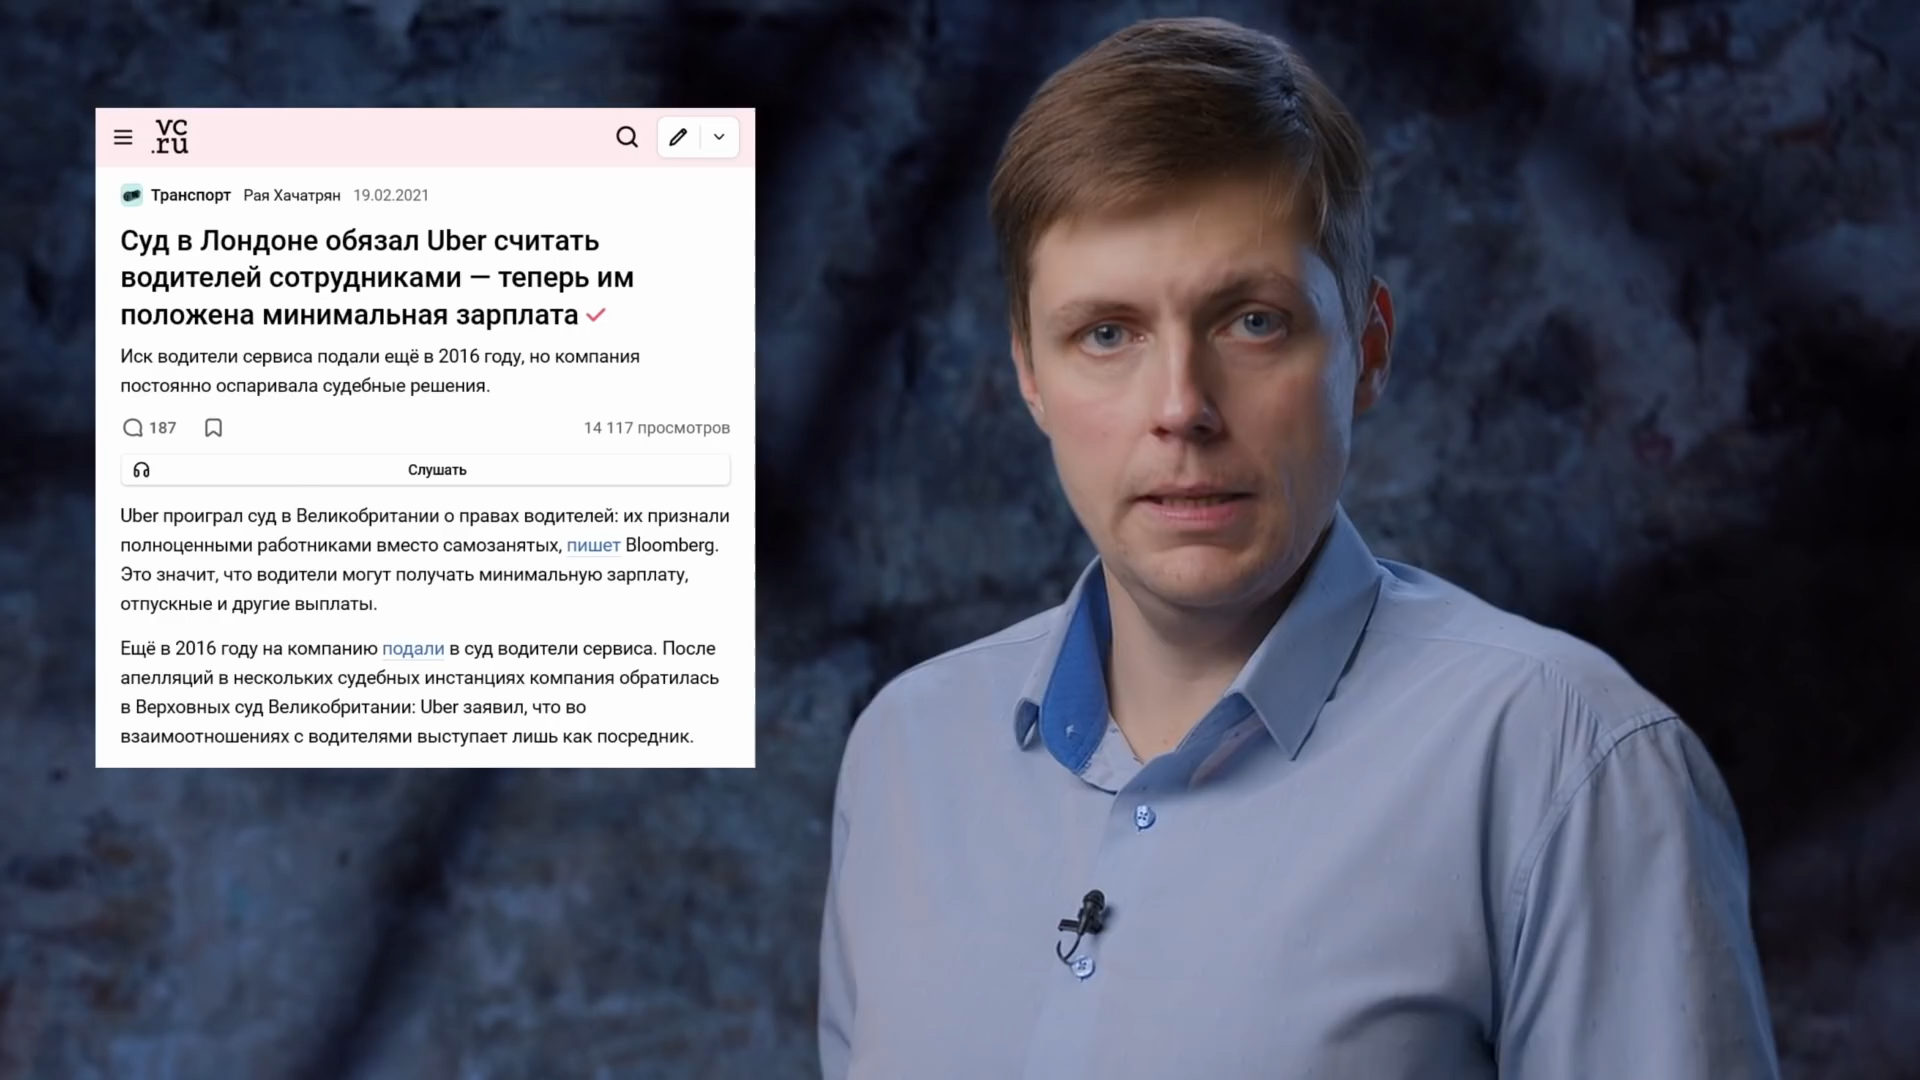 vc
.ru
Транспорт Рая Хачатрян 19.02.2021
Суд в Лондоне обязал Uber считать
водителей сотрудниками — теперь им
положена минимальная зарплата
Иск водители сервиса подали ещё в 2016 году, но компания
постоянно оспаривала судебные решения.
187 14 117 просмотров
Слушать
Uber проиграл суд в Великобритании о правах водителей: их признали
полноценными работниками вместо самозанятых, пишет Bloomberg.
Это значит, что водители могут получать минимальную зарплату,
отпускные и другие выплаты.
Ещё в 2016 году на компанию подали в суд водители сервиса. После
апелляций в нескольких судебных инстанциях компания обратилась
в Верховных суд Великобритании: Uber заявил, что во
взаимоотношениях с водителями выступает лишь как посредник.